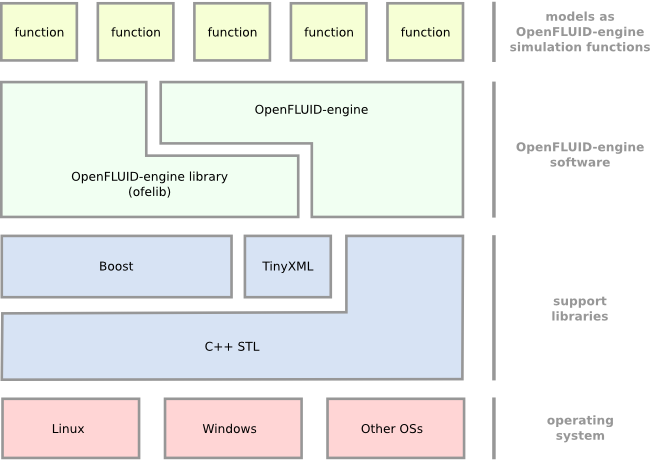 function function function function function
models as
OpenFLUID-engine
simulation functions
OpenFLUID-engine
OpenFLUID-engine library
(ofelib)
OpenFLUID-engine
software
Boost
TinyXML
C++ STL
support
libraries
Linux
Windows
Other OSs
operating
system